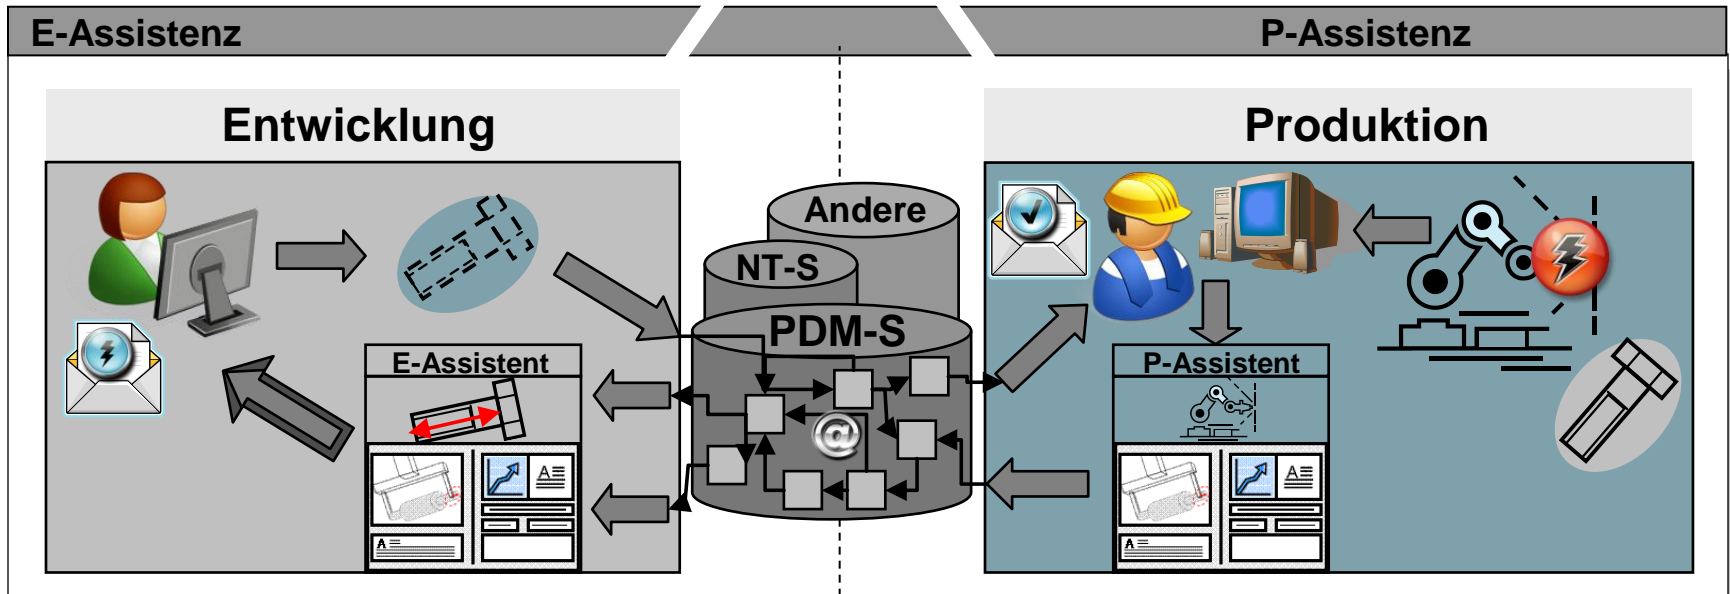 E-Assistenz
P-Assistenz
Entwicklung
Produktion
Andere
NT-S
PDM-S
E-Assistent
P-Assistent
@
A
A
A
A